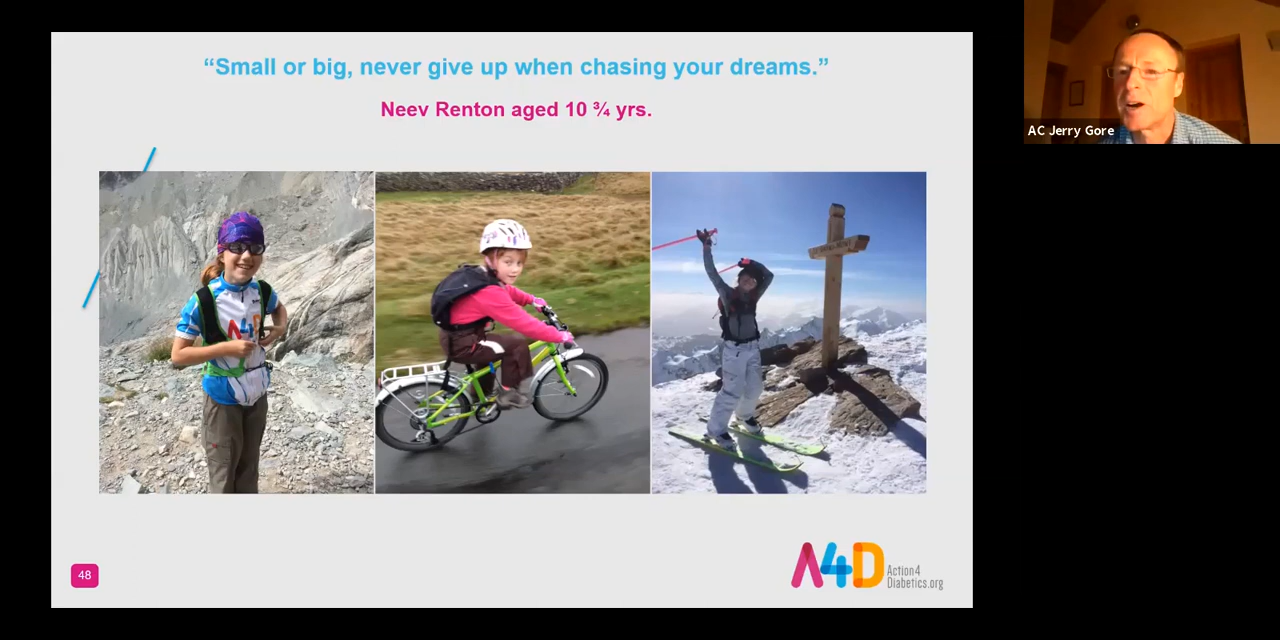 “Small or big, never give up when chasing your dreams.”
Neev Renton aged 10 ¾ yrs.
AC Jerry Gore
A4D
A4D
Action4
Diabetics.org
48